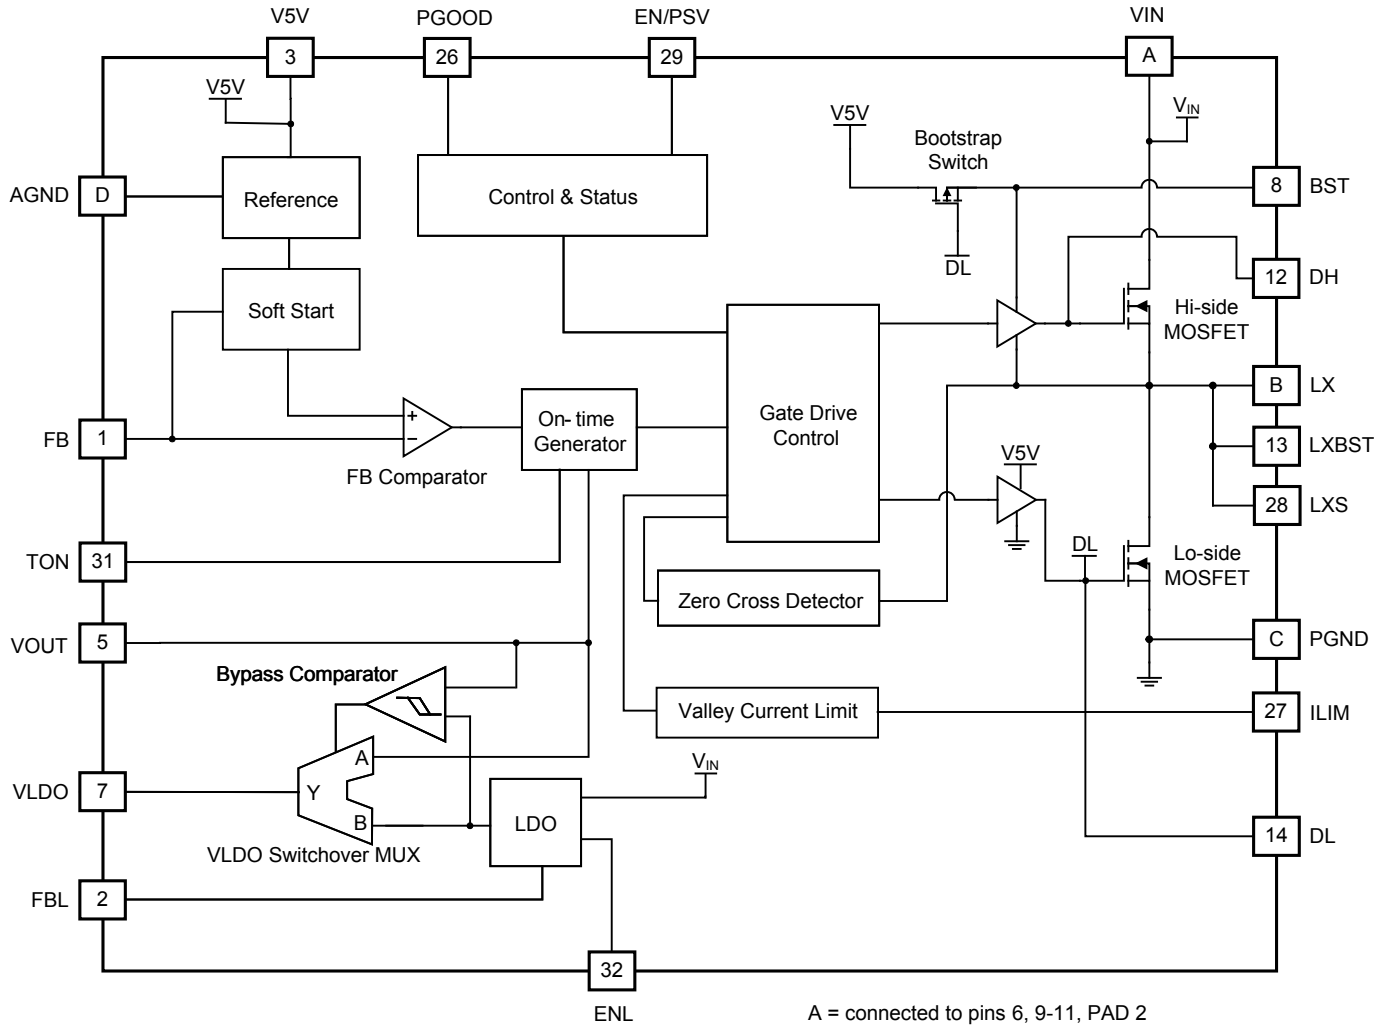 V5V
PGOOD
EN/PSV
VIN
3
26
29
A
V5V
VIN
V5V
Bootstrap
Switch
AGND
D
Reference
Control & Status
8
BST
DL
12
DH
Soft Start
Hi-side
MOSFET
B
LX
FB
1
+
−
FB Comparator
On-time
Generator
Gate Drive
Control
13
LXBST
V5V
28
LXS
TON
31
DL
Lo-side
MOSFET
Zero Cross Detector
VOUT
5
C
PGND
Bypass Comparator
Valley Current Limit
27
ILIM
VLDO
7
Y
A
B
VIN
LDO
VLDO Switchover MUX
14
DL
FBL
2
32
ENL
A = connected to pins 6, 9-11, PAD 2